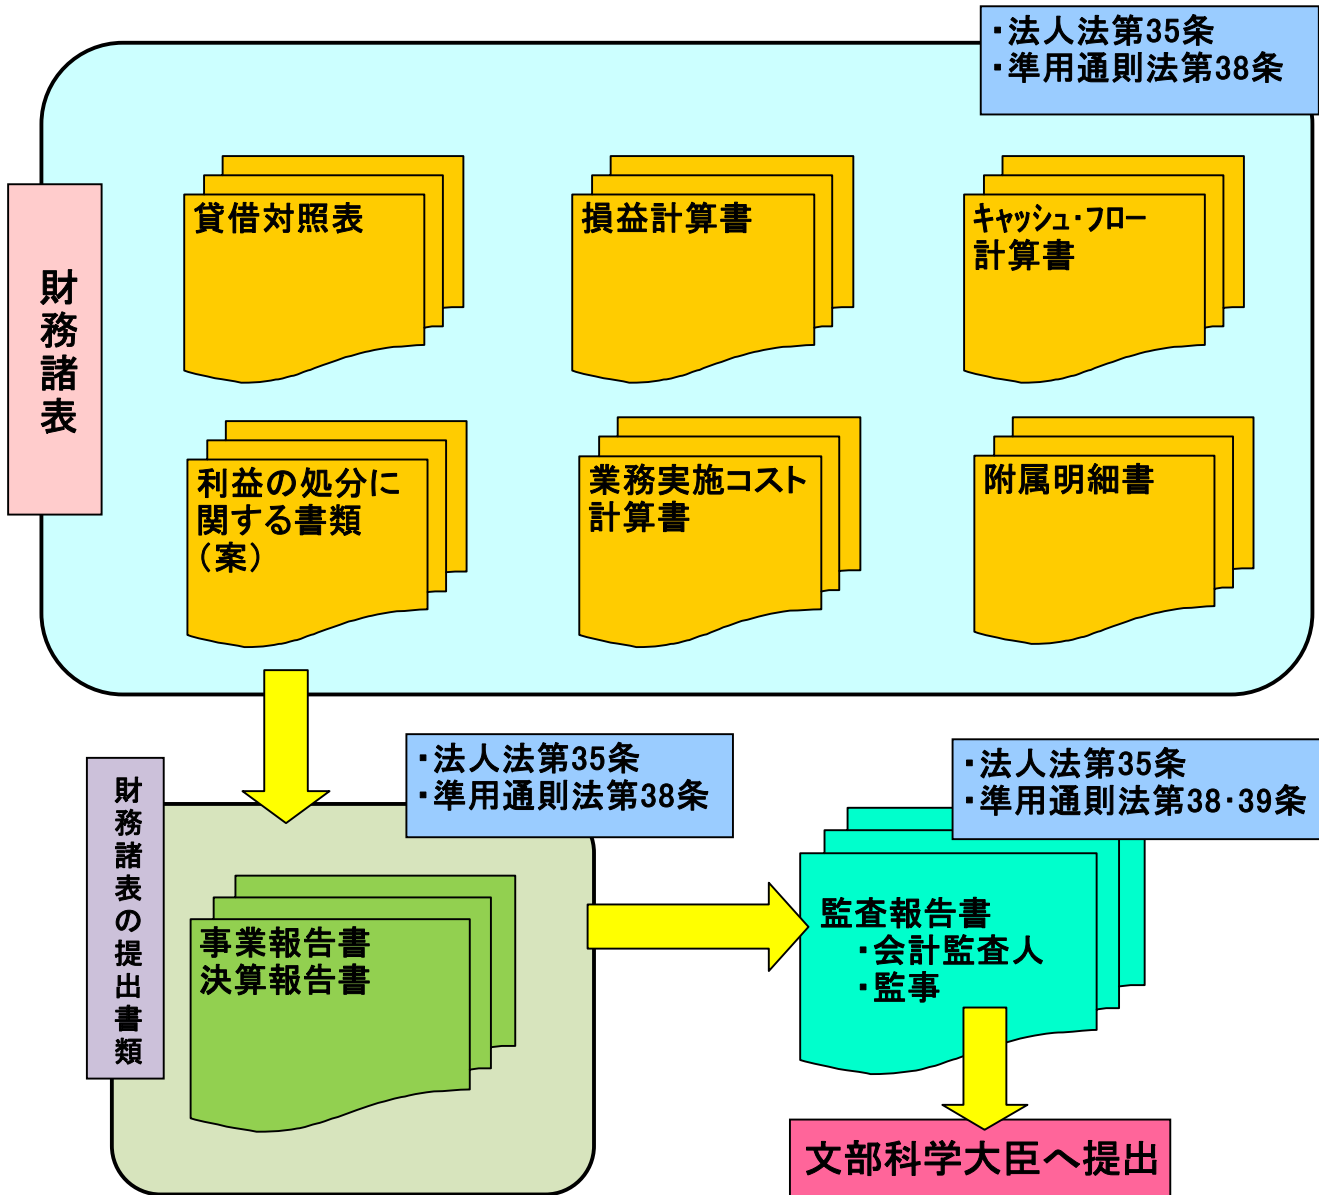 ・法人法第35条
・準用通則法第38条
財務諸表
貸借対照表
損益計算書
キャッシュ・フロー
計算書
利益の処分に
関する書類
（案）
業務実施コスト
計算書
附属明細書
・法人法第35条
・準用通則法第38条
・法人法第35条
・準用通則法第38・39条
財務諸表の提出書類
事業報告書
決算報告書
監査報告書
・会計監査人
・監事
文部科学大臣へ提出